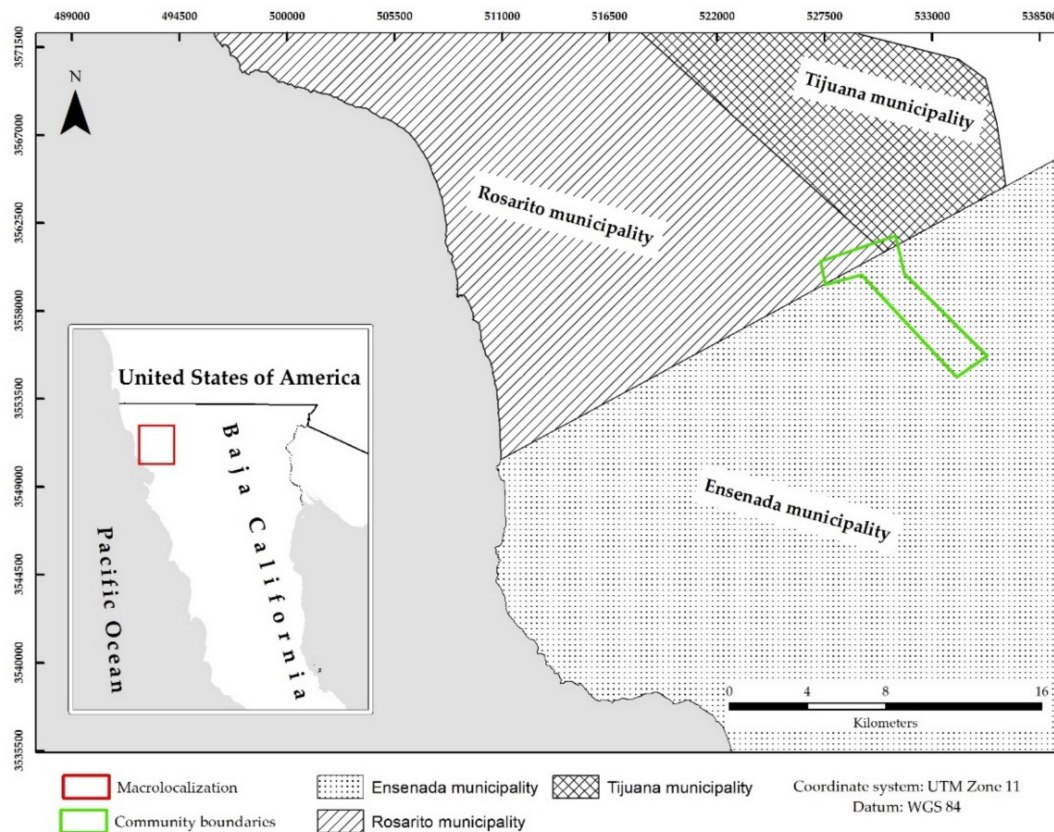 489000 494500 500000 505500 511000 516500 522000 527500 533000 538500
3571500
3567000
3562500
3558000
3553500
3549000
3544500
3540000
3535500
N
Tijuana municipality
Rosarito municipality
Ensenada municipality
United States of America
Baja California
Pacific Ocean
0 4 8 16
Kilometers
Macrolocalization
Community boundaries
Ensenada municipality
Rosarito municipality
Tijuana municipality
Coordinate system: UTM Zone 11
Datum: WGS 84